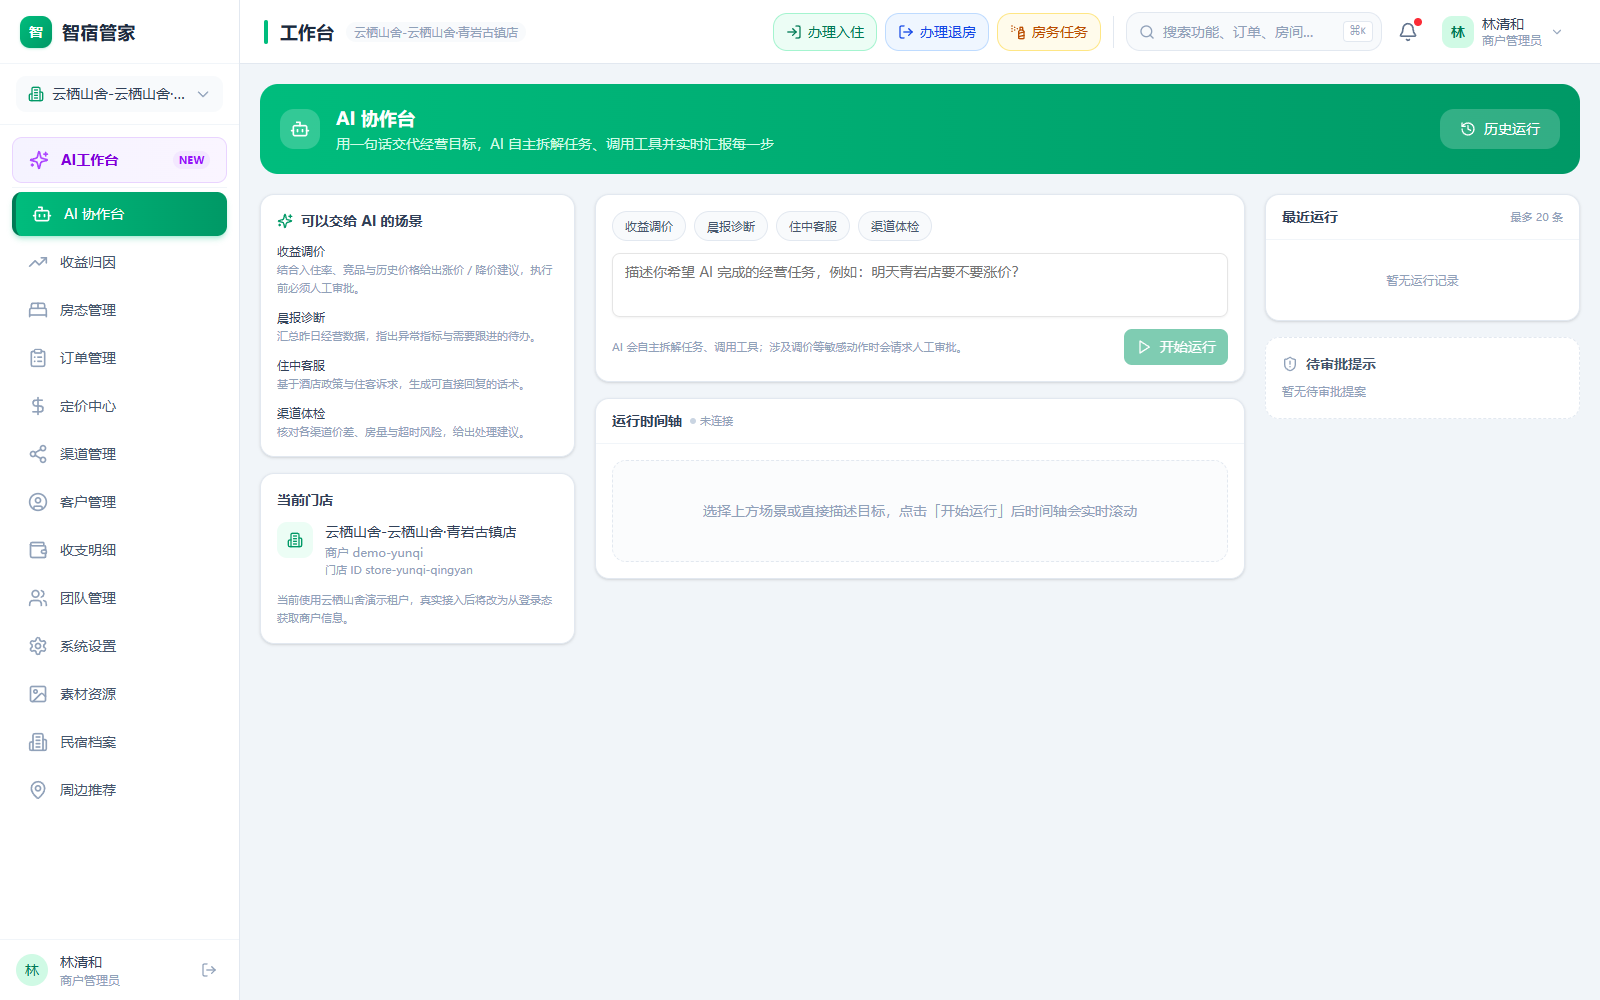 智
智宿管家
云栖山舍-云栖山舍·...
AI工作台
NEW
AI 协作台
收益归因
房态管理
订单管理
定价中心
渠道管理
客户管理
收支明细
团队管理
系统设置
素材资源
民宿档案
周边推荐
林
林清和
商户管理员
工作台
云栖山舍-云栖山舍·青岩古镇店
办理入住
办理退房
房务任务
搜索功能、订单、房间...
⌘K
林
林清和
商户管理员
AI 协作台
用一句话交代经营目标，AI 自主拆解任务、调用工具并实时汇报每一步
历史运行
可以交给 AI 的场景
收益调价
结合入住率、竞品与历史价格给出涨价 / 降价建议，执行
前必须人工审批。
晨报诊断
汇总昨日经营数据，指出异常指标与需要跟进的待办。
住中客服
基于酒店政策与住客诉求，生成可直接回复的话术。
渠道体检
核对各渠道价差、房量与超时风险，给出处理建议。
当前门店
云栖山舍-云栖山舍·青岩古镇店
商户 demo-yunqi
门店 ID store-yunqi-qingyan
当前使用云栖山舍演示租户，真实接入后将改为从登录态
获取商户信息。
收益调价
晨报诊断
住中客服
渠道体检
描述你希望 AI 完成的经营任务，例如：明天青岩店要不要涨价？
AI 会自主拆解任务、调用工具；涉及调价等敏感动作时会请求人工审批。
开始运行
运行时间轴
未连接
选择上方场景或直接描述目标，点击「开始运行」后时间轴会实时滚动
最近运行
最多 20 条
暂无运行记录
待审批提示
暂无待审批提案